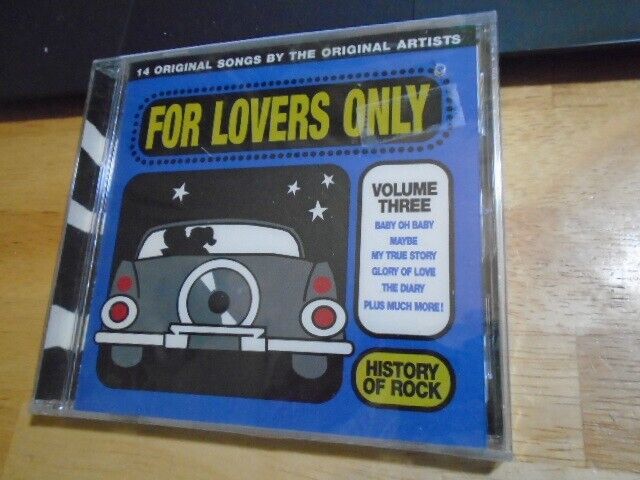 14 ORIGINAL SONGS BY THE ORIGINAL ARTISTS
FOR LOVERS ONLY
VOLUME
THREE
BABY OH BABY
MAYBE
MY TRUE STORY
GLORY OF LOVE
THE DIARY
PLUS MUCH MORE!
HISTORY
OF ROCK